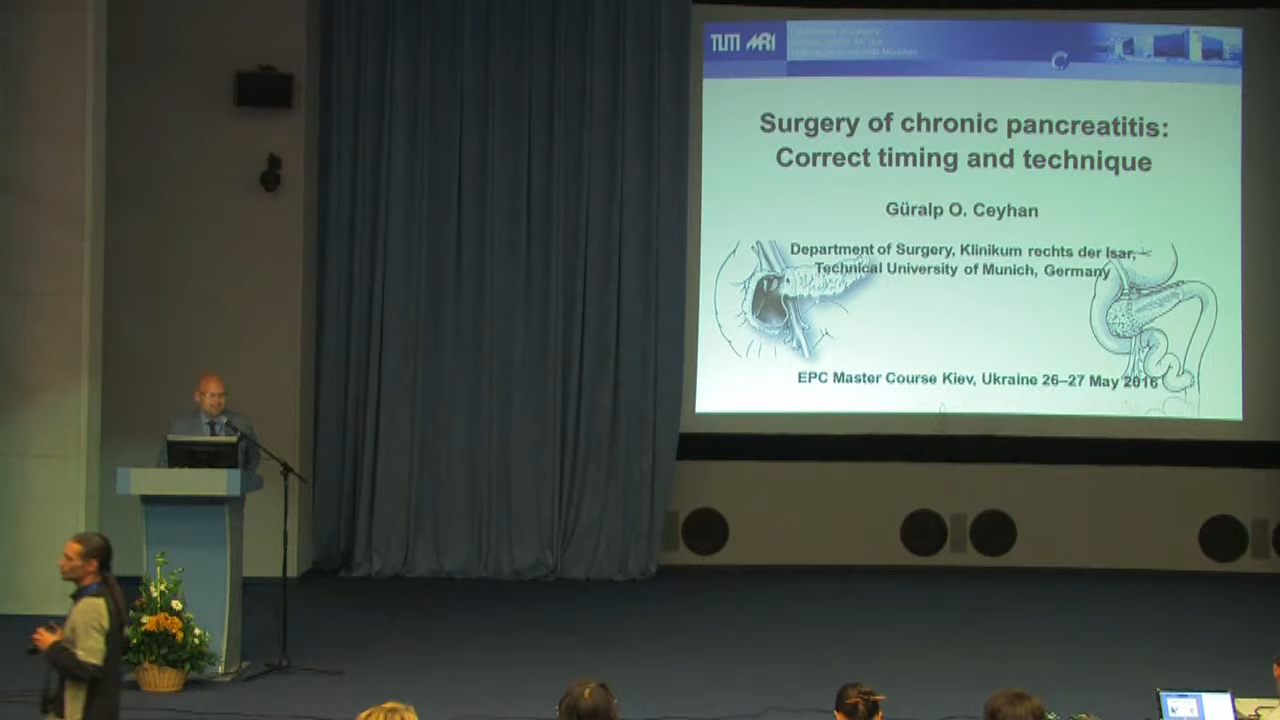 TUM MRI
Surgery of chronic pancreatitis:
Correct timing and technique
Güralp O. Ceyhan
Department of Surgery, Klinikum rechts der Isar,
Technical University of Munich, Germany
EPC Master Course Kiev, Ukraine 26–27 May 2016